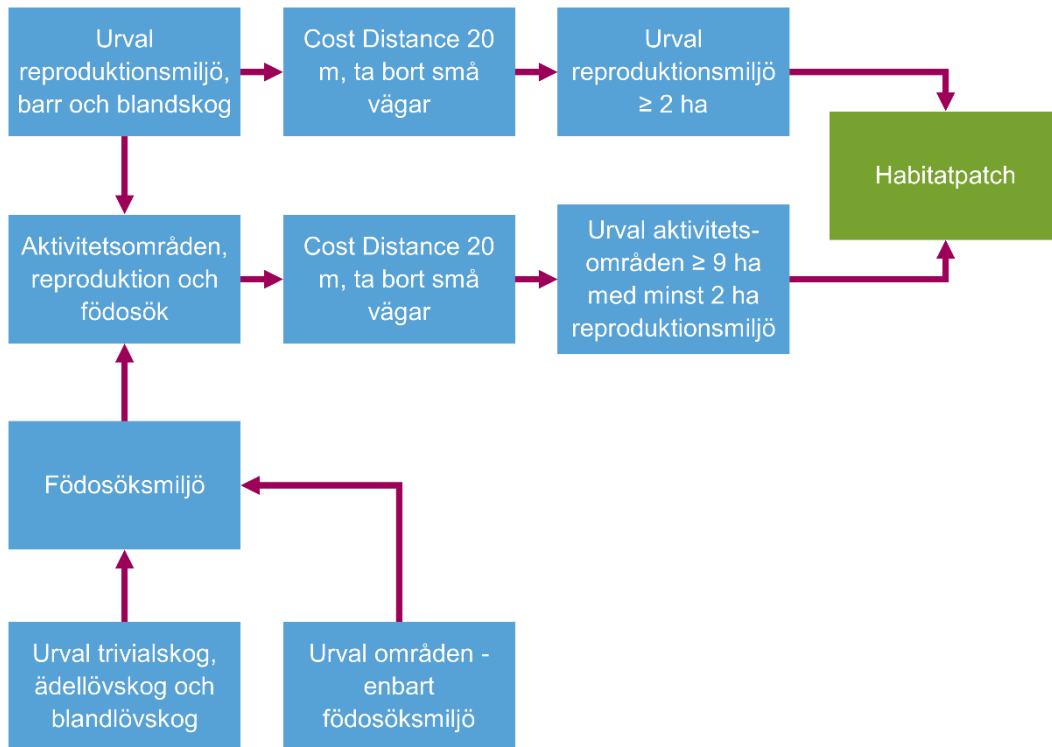 Urval
reproduktionsmiljö,
barr och blandskog
Cost Distance 20
m, ta bort små
vägar
Urval
reproduktionsmiljö
≥ 2 ha
Habitatpatch
Aktivitetsområden,
reproduktion och
födosök
Cost Distance 20
m, ta bort små
vägar
Urval aktivitets-
områden ≥ 9 ha
med minst 2 ha
reproduktionsmiljö
Födosöksmiljö
Urval trivialskog,
ädellövskog och
blandlövskog
Urval områden -
enbart
födosöksmiljö